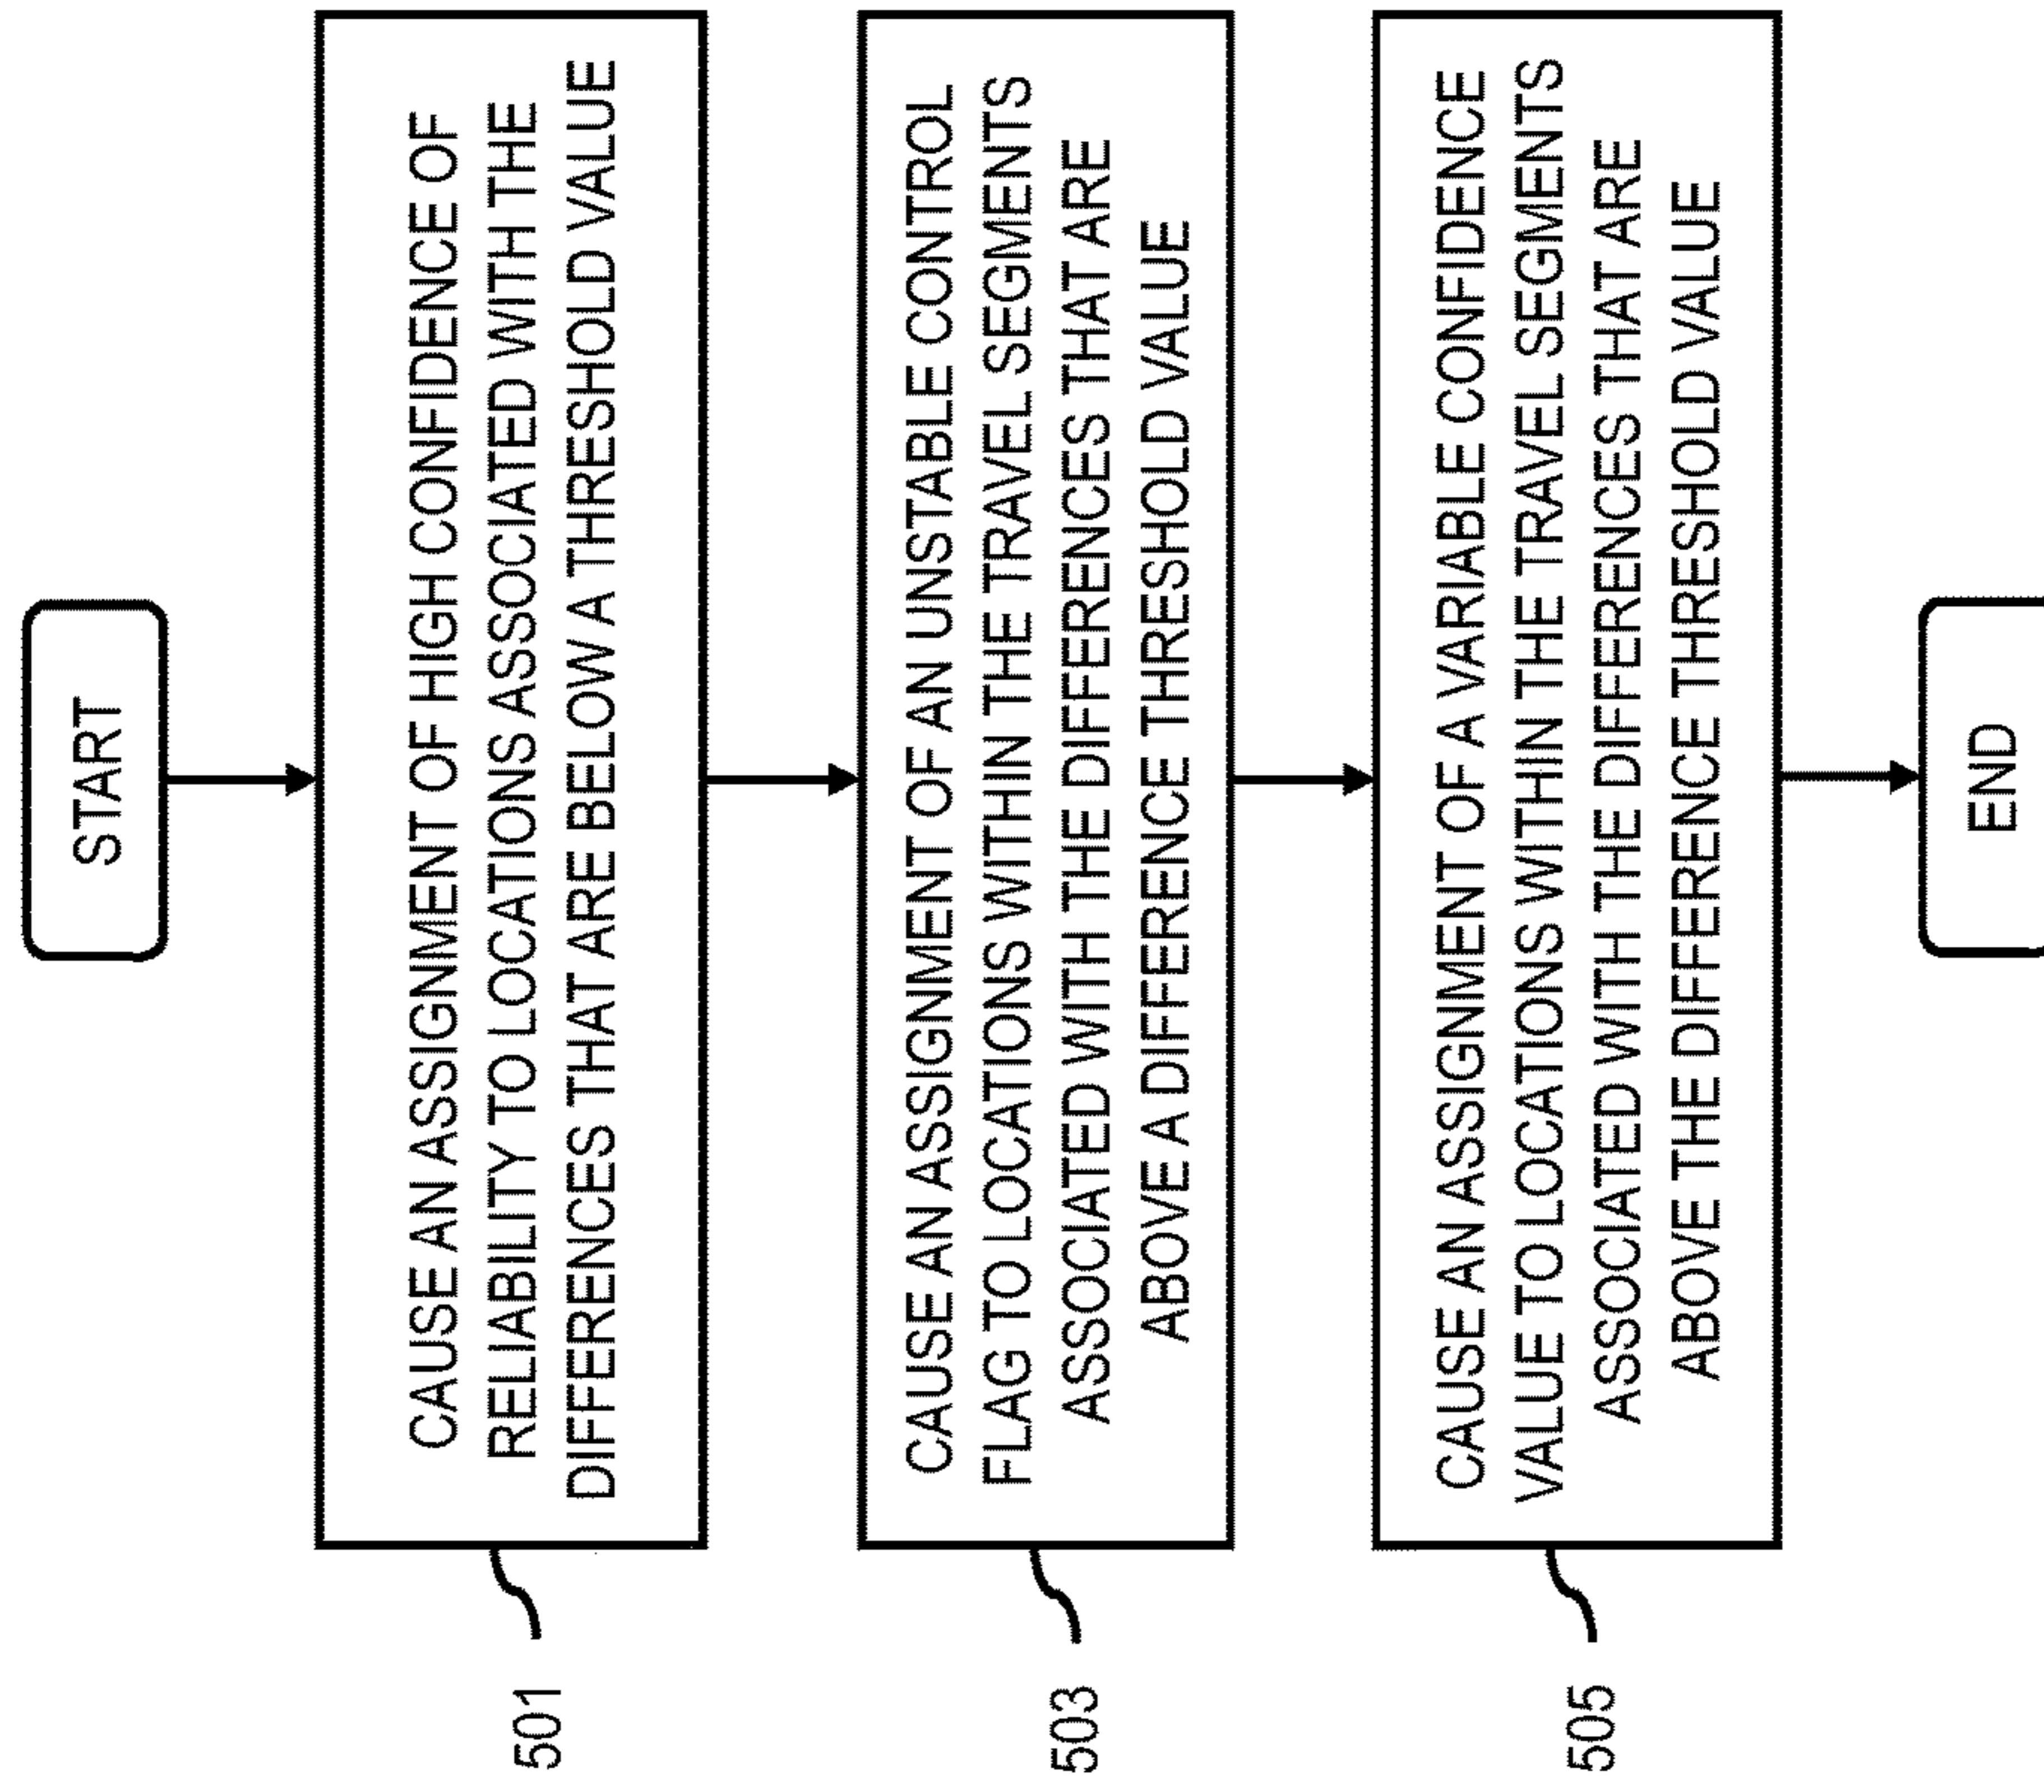 START
501
CAUSE AN ASSIGNMENT OF HIGH CONFIDENCE OF
RELIABILITY TO LOCATIONS ASSOCIATED WITH THE
DIFFERENCES THAT ARE BELOW A THRESHOLD VALUE
503
CAUSE AN ASSIGNMENT OF AN UNSTABLE CONTROL
FLAG TO LOCATIONS WITHIN THE TRAVEL SEGMENTS
ASSOCIATED WITH THE DIFFERENCES THAT ARE
ABOVE A DIFFERENCE THRESHOLD VALUE
505
CAUSE AN ASSIGNMENT OF A VARIABLE CONFIDENCE
VALUE TO LOCATIONS WITHIN THE TRAVEL SEGMENTS
ASSOCIATED WITH THE DIFFERENCES THAT ARE
ABOVE THE DIFFERENCE THRESHOLD VALUE
END